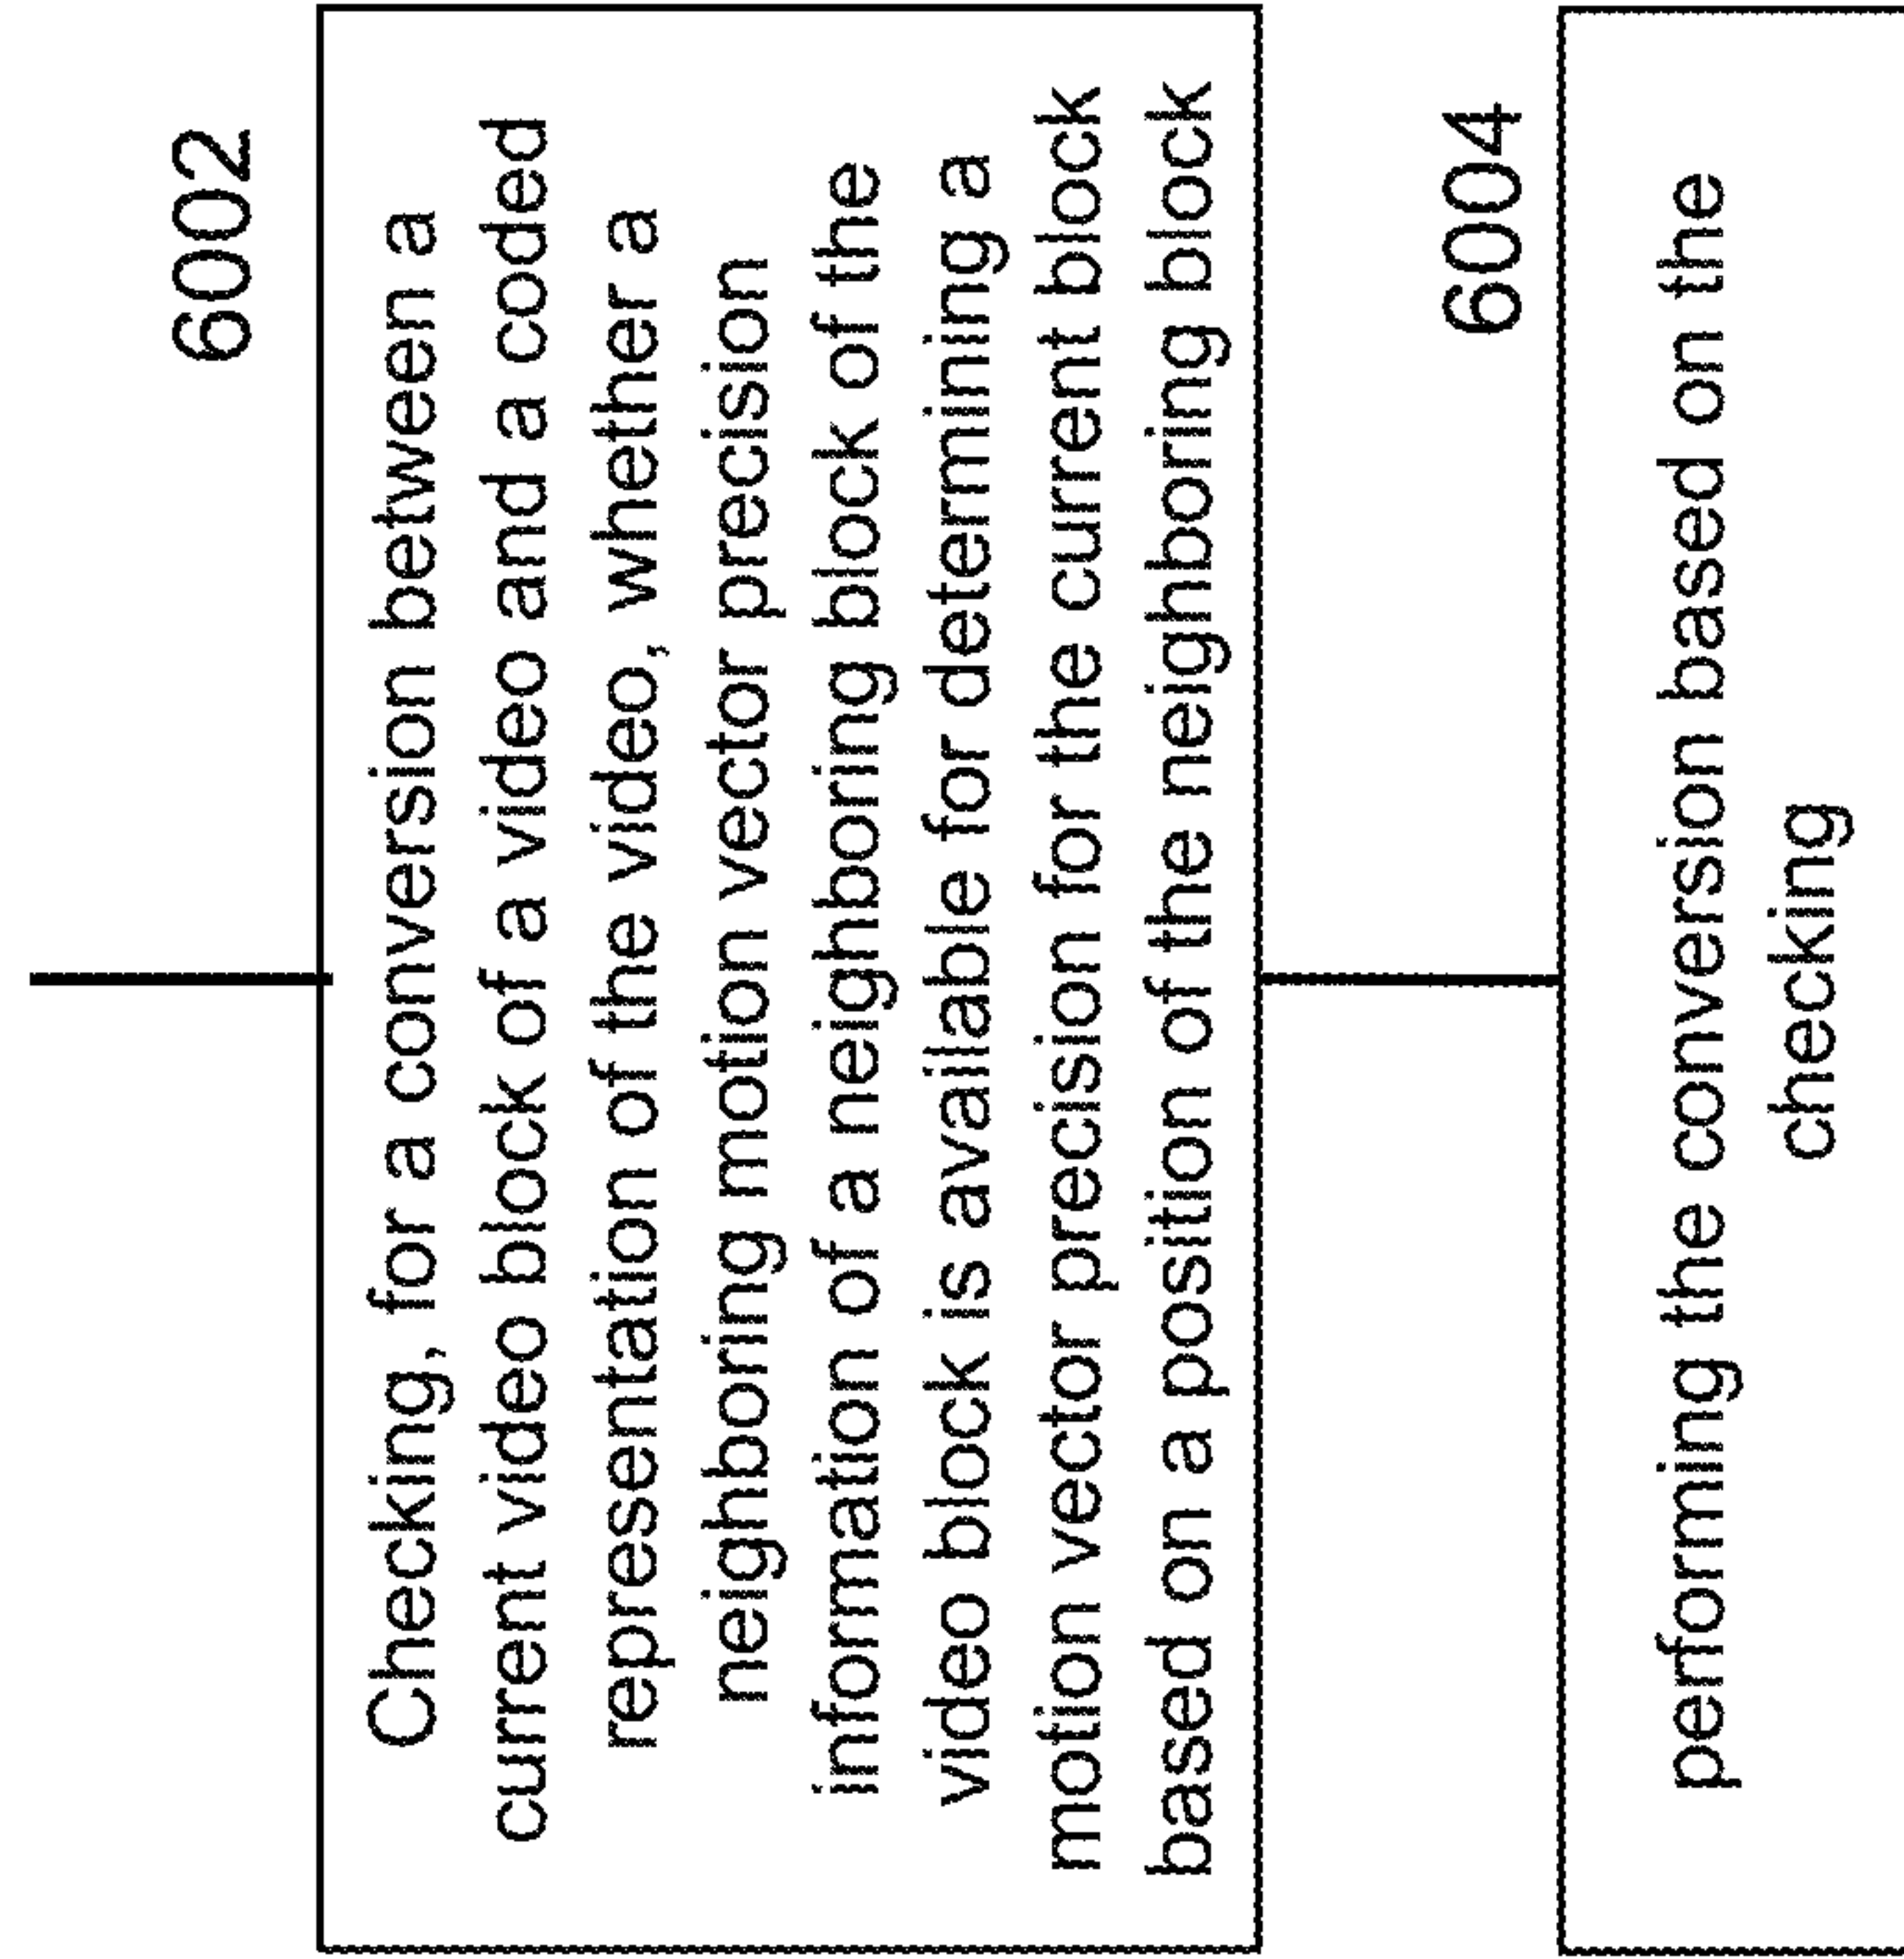 6002
Checking, for a conversion between a
current video block of a video and a coded
representation of the video, whether a
neighboring motion vector precision
information of a neighboring block of the
video block is available for determining a
motion vector precision for the current block
based on a position of the neighboring block
6004
performing the conversion based on the
checking